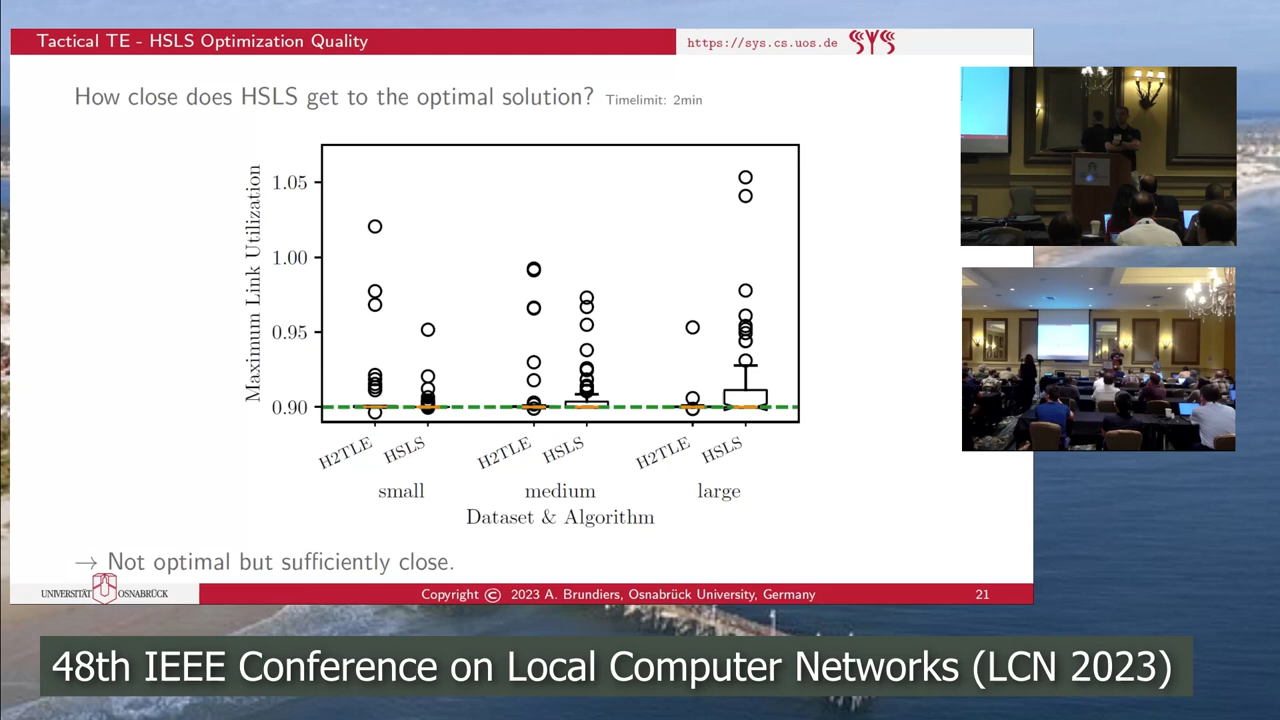 Tactical TE - HSLS Optimization Quality
https://sys.cs.uos.de
SYS
How close does HSLS get to the optimal solution? Timelimit: 2min
Maximum Link Utilization
1.05
1.00
0.95
0.90
H2TLE HSLS H2TLE HSLS H2TLE HSLS
small medium large
Dataset & Algorithm
→ Not optimal but sufficiently close.
UNIVERSITÄT OSNABRÜCK
Copyright © 2023 A. Brundiers, Osnabrück University, Germany
21
48th IEEE Conference on Local Computer Networks (LCN 2023)